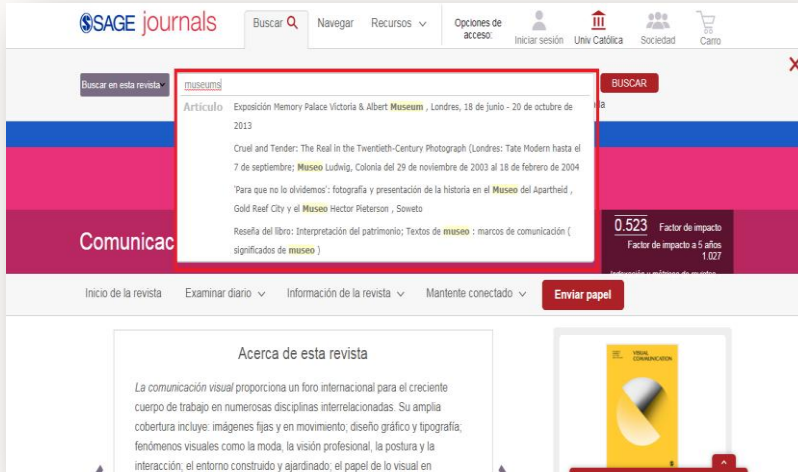 SAGE journals
Buscar
Navegar
Recursos
Opciones de
acceso:
Iniciar sesión
Univ Católica
Sociedad
Carro
X
Buscar en esta revista
museums
BUSCAR
Artículo
Exposición Memory Palace Victoria & Albert Museum , Londres, 18 de junio - 20 de octubre de
2013
Cruel and Tender: The Real in the Twentieth-Century Photograph (Londres: Tate Modern hasta el
7 de septiembre; Museo Ludwig, Colonia del 29 de noviembre de 2003 al 18 de febrero de 2004
'Para que no lo olvidemos': fotografía y presentación de la historia en el Museo del Apartheid ,
Gold Reef City y el Museo Hector Pieterson , Soweto
Reseña del libro: Interpretación del patrimonio; Textos de museo : marcos de comunicación (
significados de museo )
Comunicac
0.523 Factor de impacto
Factor de impacto a 5 años
1.027
Inicio de la revista
Examinar diario
Información de la revista
Mantente conectado
Enviar papel
Acerca de esta revista
La comunicación visual proporciona un foro internacional para el creciente
cuerpo de trabajo en numerosas disciplinas interrelacionadas. Su amplia
cobertura incluye: imágenes fijas y en movimiento; diseño gráfico y tipografía;
fenómenos visuales como la moda, la visión profesional, la postura y la
interacción; el entorno construido y ajardinado; el papel de lo visual en
VISUAL
COMMUNICATION